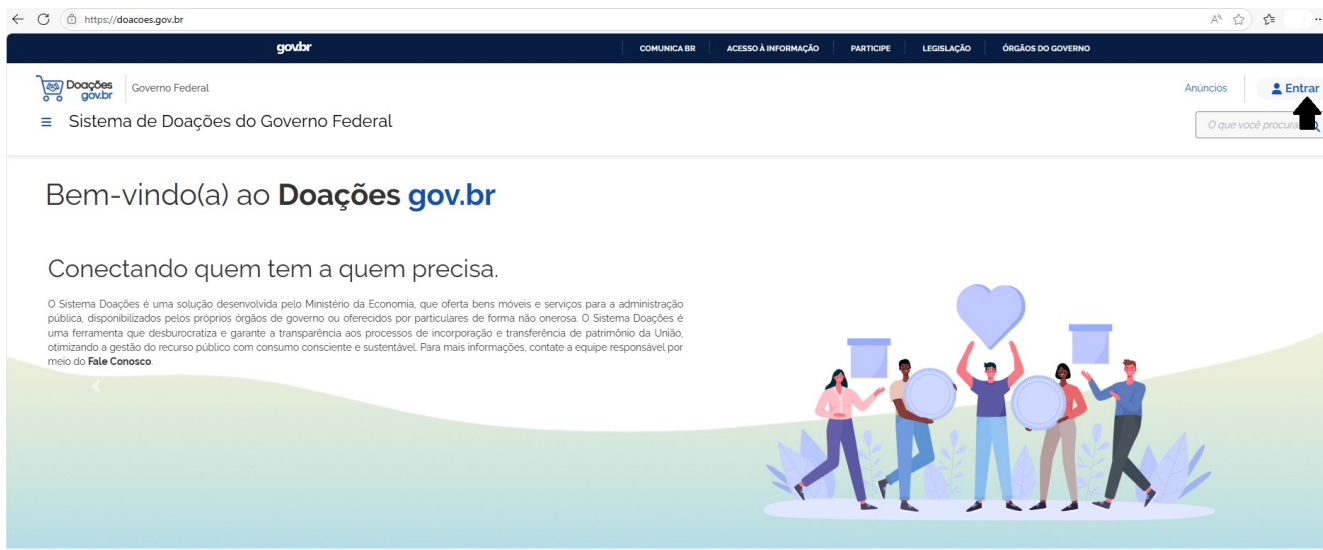 https://doacoes.gov.br
gov.br
COMUNICA BR ACESSO À INFORMAÇÃO PARTICIPE LEGISLAÇÃO ÓRGÃOS DO GOVERNO
Doações
gov.br
Governo Federal
Anúncios
Entrar
Sistema de Doações do Governo Federal
O que você procura
Bem-vindo(a) ao Doações gov.br
Conectando quem tem a quem precisa.
O Sistema Doações é uma solução desenvolvida pelo Ministério da Economia, que oferta bens móveis e serviços para a administração
pública, disponibilizados pelos próprios órgãos de governo ou oferecidos por particulares de forma não onerosa. O Sistema Doações é
uma ferramenta que desburocratiza e garante a transparência aos processos de incorporação e transferência de patrimônio da União,
otimizando a gestão do recurso público com consumo consciente e sustentável. Para mais informações, contate a equipe responsável por
meio do Fale Conosco.